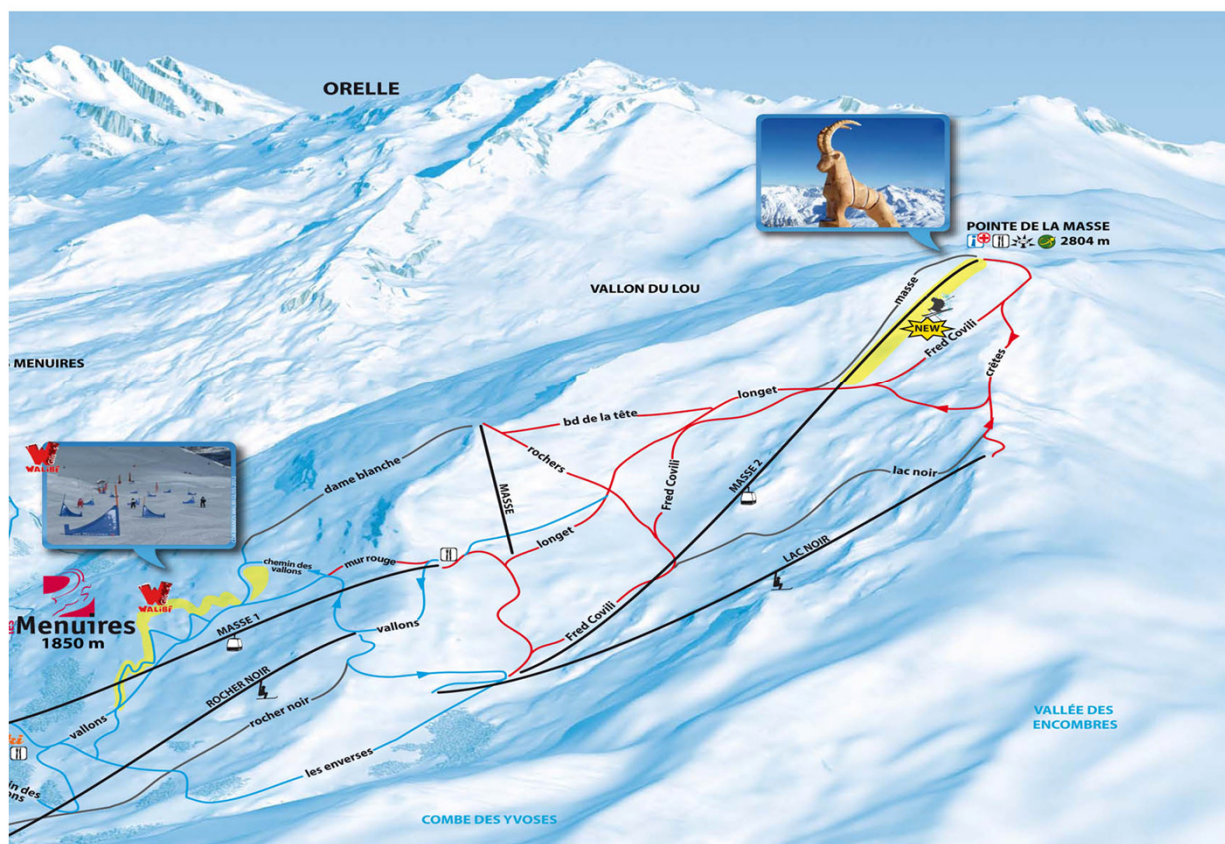 ORELLE
POINTE DE LA MASSE
2804 m
VALLON DU LOU
masse
NEW
Fred Covili
crêtes
MENUIRES
longet
bd de la tête
rochers
dame blanche
MASSE
Fred Covili
MASSE 2
lac noir
LAC NOIR
WALIBI
longet
mur rouge
chemin des
vallons
WALIBI
Menuires
1850 m
MASSE 1
vallons
Fred Covili
ROCHER NOIR
rocher noir
vallons
les enverses
VALLÉE DES
ENCOMBRES
COMBE DES YVOSES